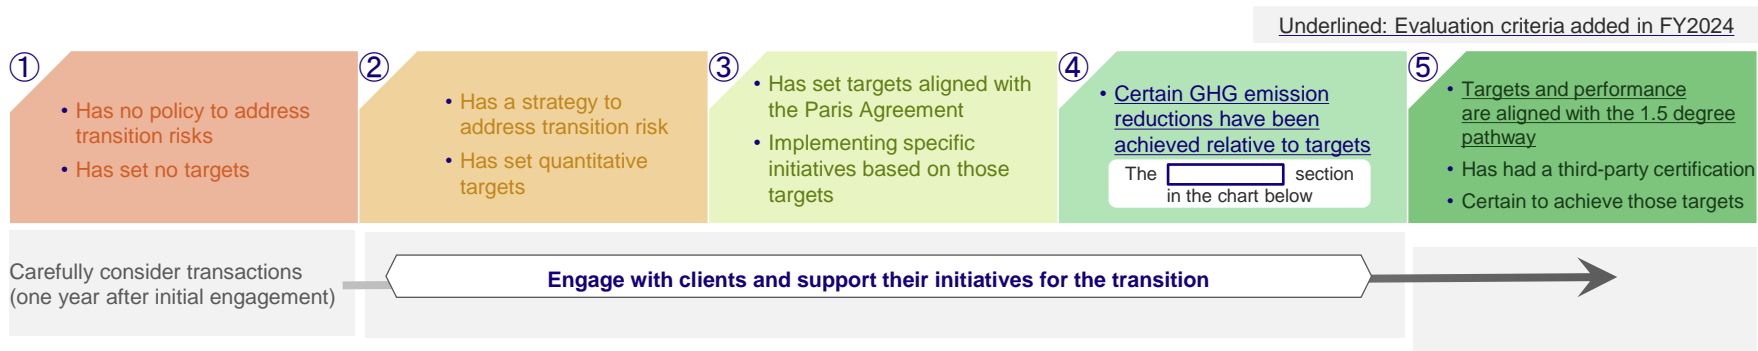 Underlined: Evaluation criteria added in FY2024
①
• Has no policy to address
transition risks
• Has set no targets
②
• Has a strategy to
address transition risk
• Has set quantitative
targets
③
• Has set targets aligned with
the Paris Agreement
• Implementing specific
initiatives based on those
targets
④
• Certain GHG emission
reductions have been
achieved relative to targets
The section
in the chart below
⑤
• Targets and performance
are aligned with the 1.5 degree
pathway
• Has had a third-party certification
• Certain to achieve those targets
Carefully consider transactions
(one year after initial engagement)
Engage with clients and support their initiatives for the transition